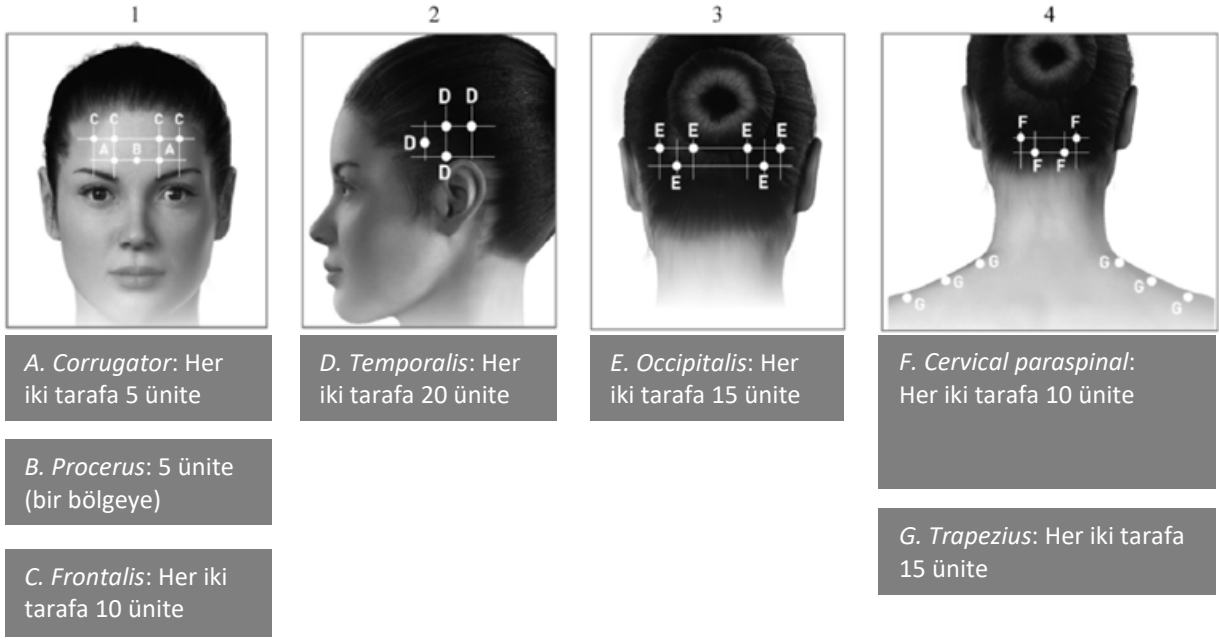 1
2
3
4
C C C C
A B A
D D
D
D
E E E E
E E
F F
F F
G G
G G
G G
A. Corrugator: Her
iki tarafa 5 ünite
B. Procerus: 5 ünite
(bir bölgeye)
C. Frontalis: Her iki
tarafa 10 ünite
D. Temporalis: Her
iki tarafa 20 ünite
E. Occipitalis: Her
iki tarafa 15 ünite
F. Cervical paraspinal:
Her iki tarafa 10 ünite
G. Trapezius: Her iki tarafa
15 ünite